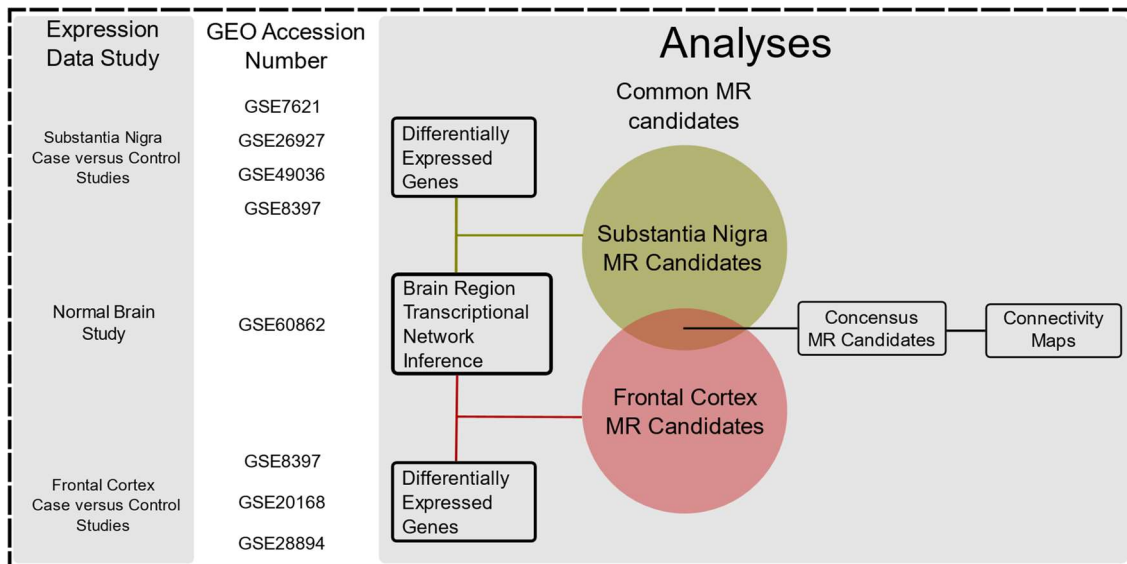 Expression
Data Study
GEO Accession
Number
Analyses
Substantia Nigra
Case versus Control
Studies
GSE7621
GSE26927
GSE49036
GSE8397
Differentially
Expressed
Genes
Common MR
candidates
Substantia Nigra
MR Candidates
Normal Brain
Study
GSE60862
Brain Region
Transcriptional
Network
Inference
Concensus
MR Candidates
Connectivity
Maps
Frontal Cortex
MR Candidates
Frontal Cortex
Case versus Control
Studies
GSE8397
GSE20168
GSE28894
Differentially
Expressed
Genes